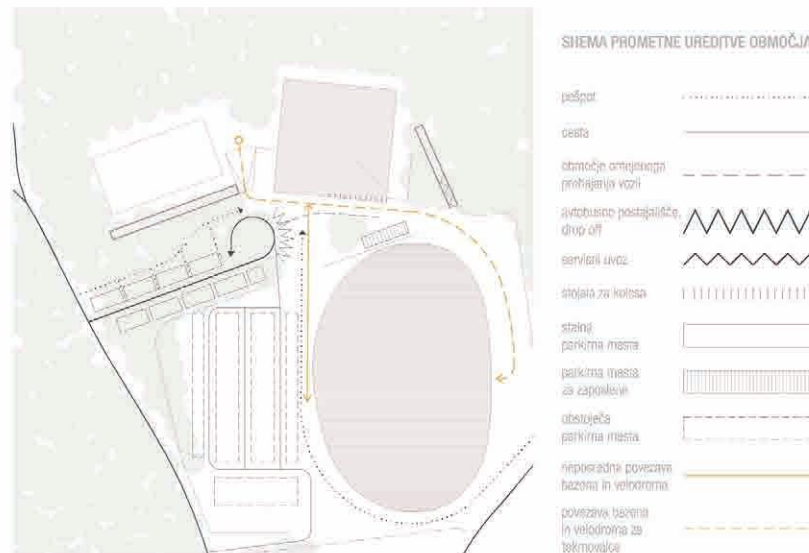 SHEMA PROMETNE UREDITVE OBMOČJA
pešpot
cesta
območje omejenega
prehajanja vozil
avtobusno postajališče,
drop off
servisni uvoz
stojala za kolesa
stalna
parkirna mesta
parkirna mesta
za zaposlene
obstoječa
parkirna mesta
neposredna povezava
bazena in velodroma
povezava bazena
in velodroma za
tekmovalce